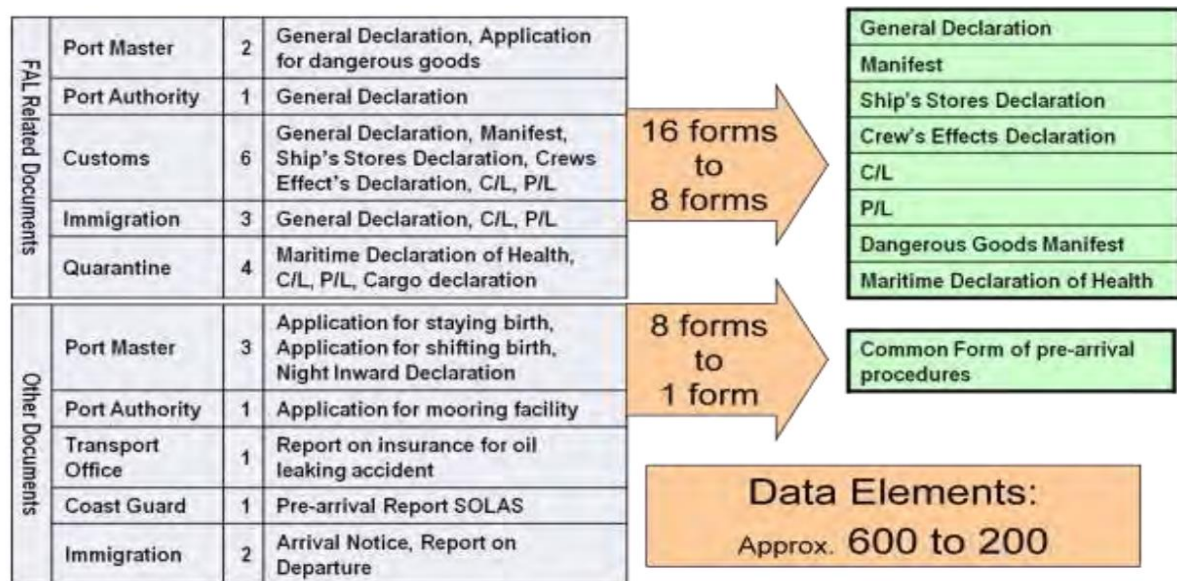 FAL Related Documents
Port Master 2 General Declaration, Application
for dangerous goods
Port Authority 1 General Declaration
Customs 6 General Declaration, Manifest,
Ship's Stores Declaration, Crews
Effect's Declaration, C/L, P/L
Immigration 3 General Declaration, C/L, P/L
Quarantine 4 Maritime Declaration of Health,
C/L, P/L, Cargo declaration
16 forms
to
8 forms
General Declaration
Manifest
Ship's Stores Declaration
Crew's Effects Declaration
C/L
P/L
Dangerous Goods Manifest
Maritime Declaration of Health
Other Documents
Port Master 3 Application for staying birth,
Application for shifting birth,
Night Inward Declaration
Port Authority 1 Application for mooring facility
Transport
Office 1 Report on insurance for oil
leaking accident
Coast Guard 1 Pre-arrival Report SOLAS
Immigration 2 Arrival Notice, Report on
Departure
8 forms
to
1 form
Common Form of pre-arrival
procedures
Data Elements:
Approx. 600 to 200